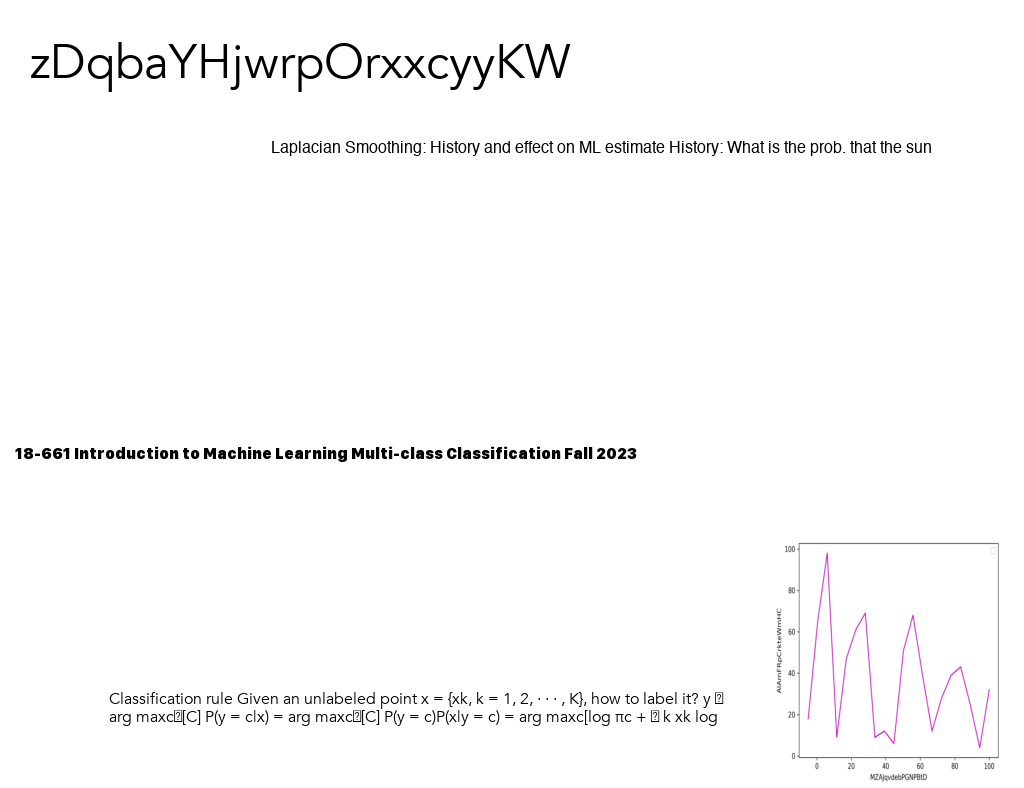 zDqbaYHjwrpOrxxcyyKW
Laplacian Smoothing: History and effect on ML estimate History: What is the prob. that the sun
18-661 Introduction to Machine Learning Multi-class Classification Fall 2023
Classification rule Given an unlabeled point x = {xk, k = 1, 2, · · · , K}, how to label it? y
arg maxc [C] P(y = c|x) = arg maxc [C] P(y = c)P(x|y = c) = arg maxc[log πc + k xk log
100
80
60
40
20
0
0 20 40 60 80 100
MZAJqvdebPGNPBtD